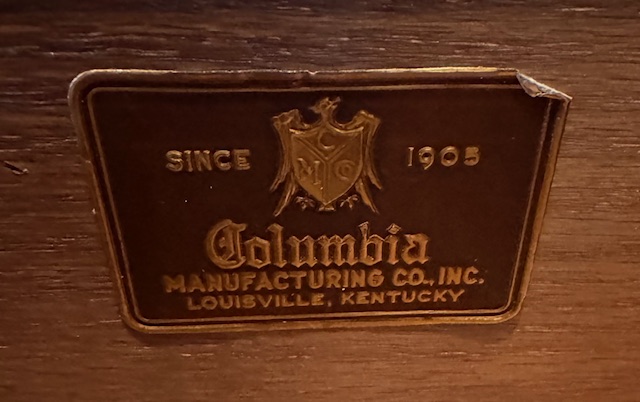 C
M O
SINCE 1905
Columbia
MANUFACTURING CO., INC.
LOUISVILLE, KENTUCKY